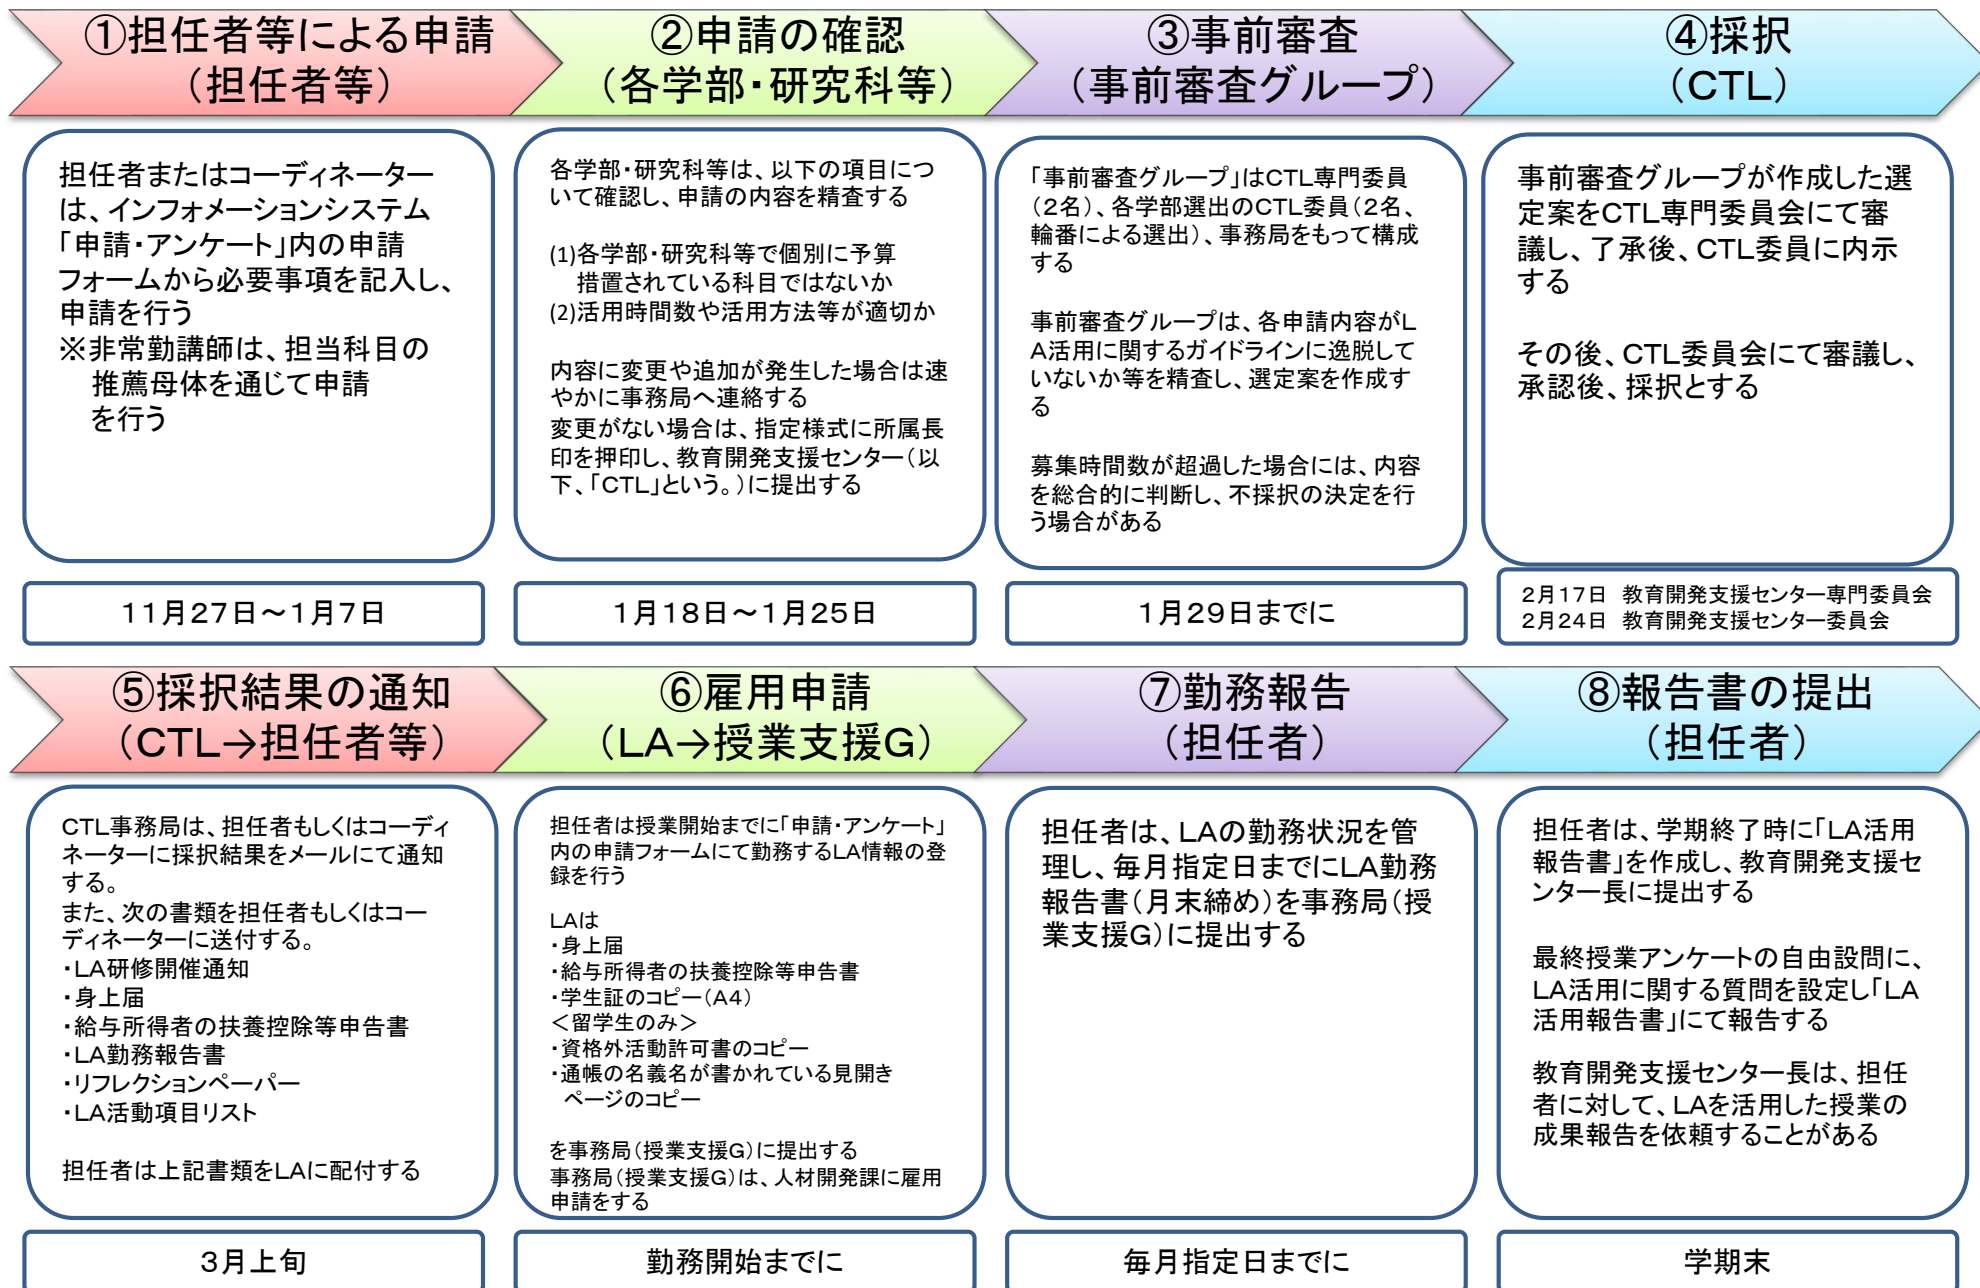 ①担任者等による申請
（担任者等）
②申請の確認
（各学部・研究科等）
③事前審査
（事前審査グループ）
④採択
（CTL）
担任者またはコーディネーター
は、インフォメーションシステム
「申請・アンケート」内の申請
フォームから必要事項を記入し、
申請を行う
※非常勤講師は、担当科目の
推薦母体を通じて申請
を行う
各学部・研究科等は、以下の項目につ
いて確認し、申請の内容を精査する
(1)各学部・研究科等で個別に予算
措置されている科目ではないか
(2)活用時間数や活用方法等が適切か
内容に変更や追加が発生した場合は速
やかに事務局へ連絡する
変更がない場合は、指定様式に所属長
印を押印し、教育開発支援センター（以
下、「CTL」という。）に提出する
「事前審査グループ」はCTL専門委員
（２名）、各学部選出のCTL委員（２名、
輪番による選出）、事務局をもって構成
する
事前審査グループは、各申請内容がL
A活用に関するガイドラインに逸脱して
いないか等を精査し、選定案を作成す
る
募集時間数が超過した場合には、内容
を総合的に判断し、不採択の決定を行
う場合がある
事前審査グループが作成した選
定案をCTL専門委員会にて審
議し、了承後、CTL委員に内示
する
その後、CTL委員会にて審議し、
承認後、採択とする
１１月２７日～１月７日
１月１８日～１月２５日
１月２９日までに
２月１７日　教育開発支援センター専門委員会
２月２４日　教育開発支援センター委員会
⑤採択結果の通知
（CTL→担任者等）
⑥雇用申請
（LA→授業支援G）
⑦勤務報告
（担任者）
⑧報告書の提出
（担任者）
CTL事務局は、担任者もしくはコーディ
ネーターに採択結果をメールにて通知
する。
また、次の書類を担任者もしくはコー
ディネーターに送付する。
・LA研修開催通知
・身上届
・給与所得者の扶養控除等申告書
・LA勤務報告書
・リフレクションペーパー
・LA活動項目リスト
担任者は上記書類をLAに配付する
担任者は授業開始までに「申請・アンケート」
内の申請フォームにて勤務するLA情報の登
録を行う
LAは
・身上届
・給与所得者の扶養控除等申告書
・学生証のコピー（A４）
＜留学生のみ＞
・資格外活動許可書のコピー
・通帳の名義名が書かれている見開き
ページのコピー
を事務局（授業支援G）に提出する
事務局（授業支援G）は、人材開発課に雇用
申請をする
担任者は、LAの勤務状況を管
理し、毎月指定日までにLA勤務
報告書（月末締め）を事務局（授
業支援G）に提出する
担任者は、学期終了時に「LA活用
報告書」を作成し、教育開発支援セ
ンター長に提出する
最終授業アンケートの自由設問に、
LA活用に関する質問を設定し「LA
活用報告書」にて報告する
教育開発支援センター長は、担任
者に対して、LAを活用した授業の
成果報告を依頼することがある
３月上旬
勤務開始までに
毎月指定日までに
学期末